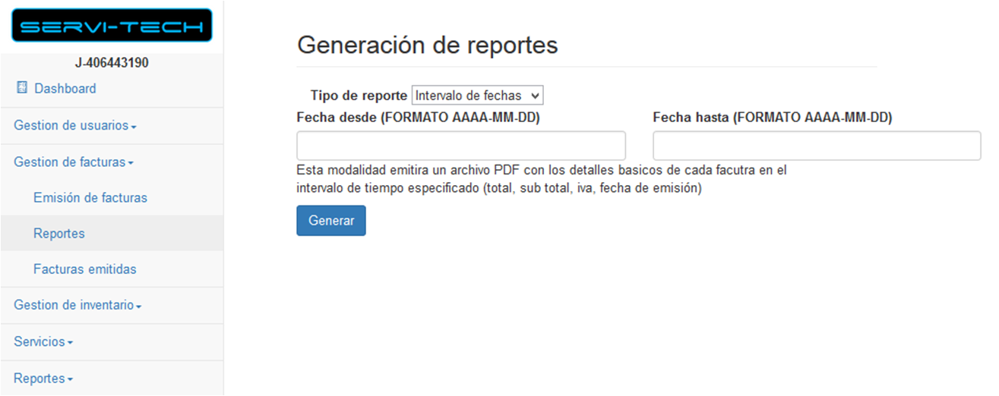 SERVI-TECH
J-406443190
Dashboard
Gestion de usuarios
Gestion de facturas
Emisión de facturas
Reportes
Facturas emitidas
Gestion de inventario
Servicios
Reportes
Generación de reportes
Tipo de reporte Intervalo de fechas
Fecha desde (FORMATO AAAA-MM-DD)
Fecha hasta (FORMATO AAAA-MM-DD)
Esta modalidad emitira un archivo PDF con los detalles basicos de cada facutra en el
intervalo de tiempo especificado (total, sub total, iva, fecha de emisión)
Generar